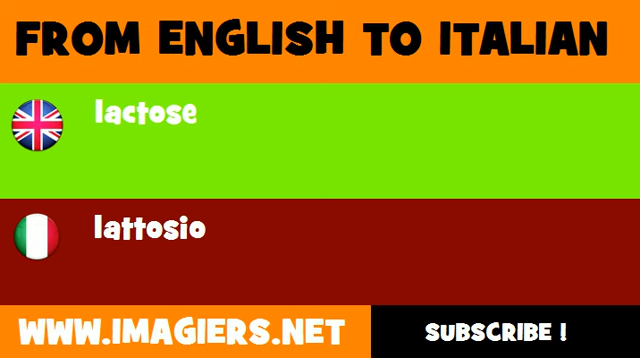 FROM ENGLISH TO ITALIAN
lactose
lattosio
WWW.IMAGIERS.NET
SUBSCRIBE !